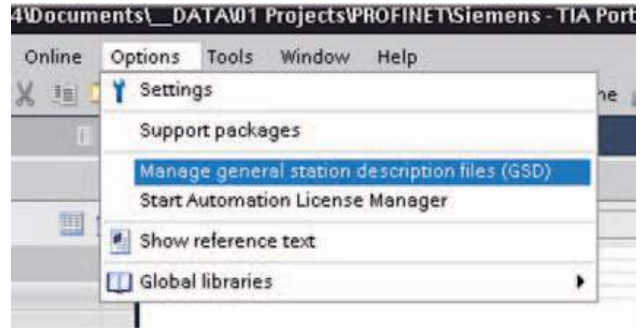 4\Documents\__DATA\01 Projects\PROFINET\Siemens - TIA Port
Online Options Tools Window Help
Settings
ne
Support packages
Manage general station description files (GSD)
Start Automation License Manager
Show reference text
Global libraries